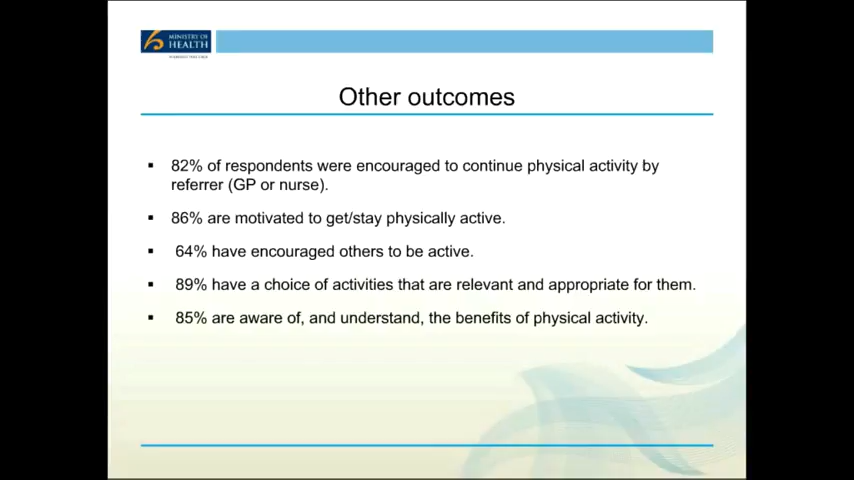 MINISTRY OF
HEALTH
Other outcomes
▪ 82% of respondents were encouraged to continue physical activity by
referrer (GP or nurse).
▪ 86% are motivated to get/stay physically active.
▪ 64% have encouraged others to be active.
▪ 89% have a choice of activities that are relevant and appropriate for them.
▪ 85% are aware of, and understand, the benefits of physical activity.